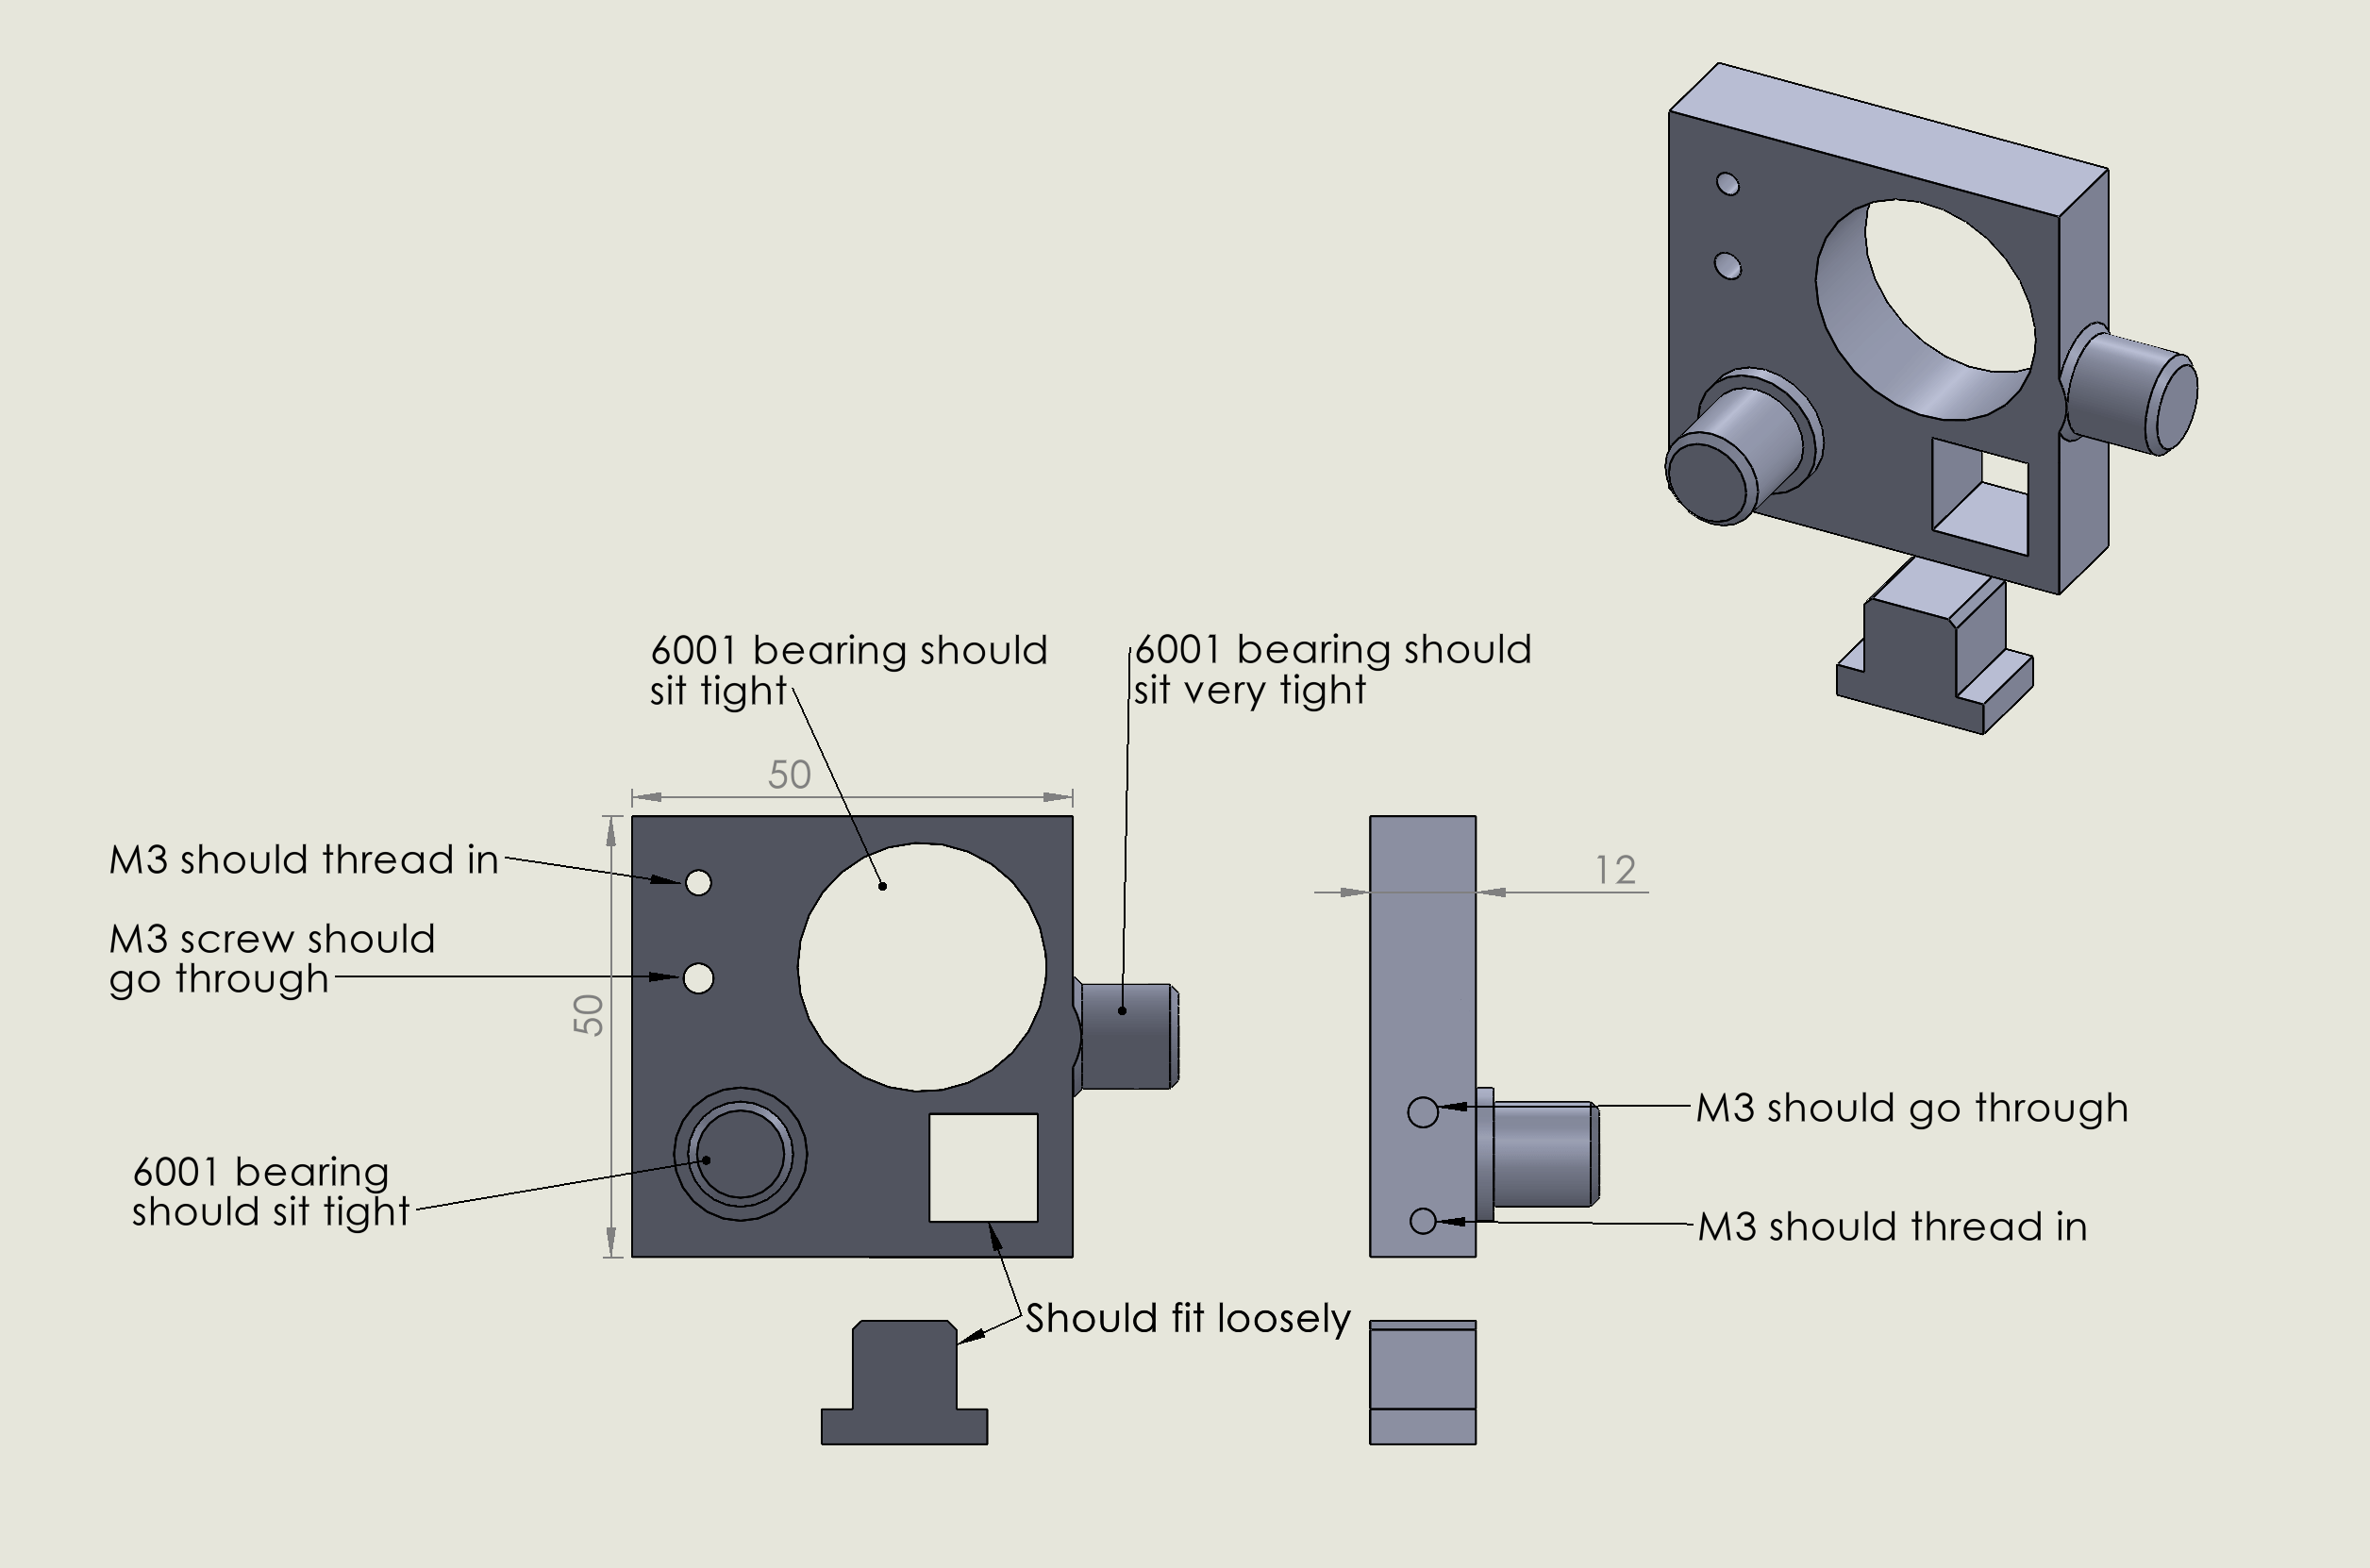 6001 bearing should
sit tight
6001 bearing should
sit very tight
50
M3 should thread in
12
M3 screw should
go through
50
M3 should go through
6001 bearing
should sit tight
M3 should thread in
Should fit loosely